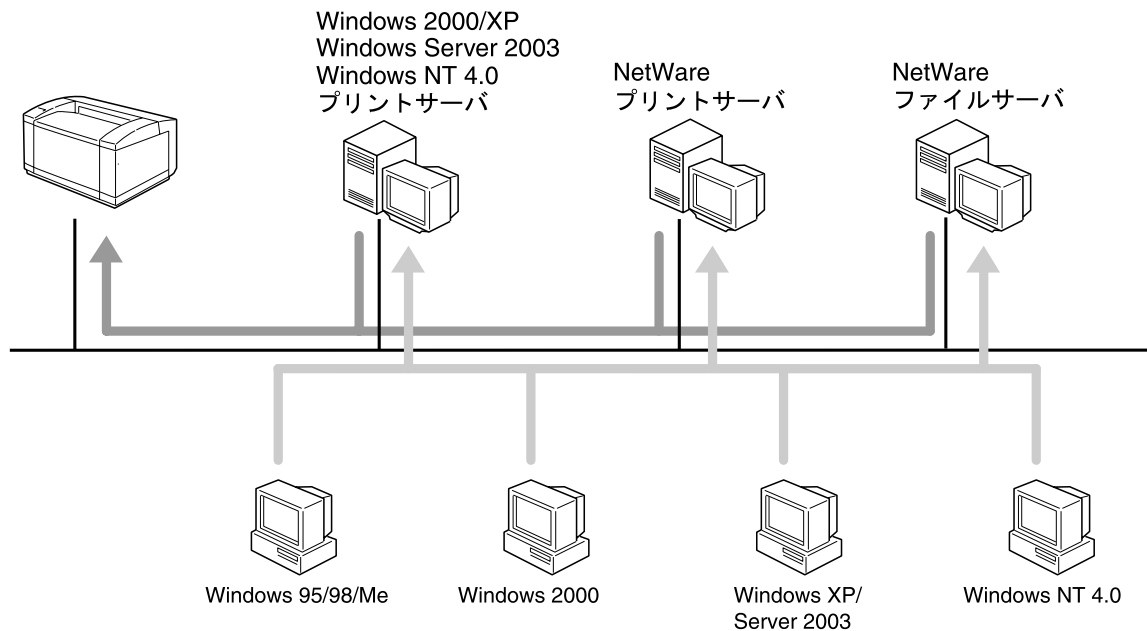 Windows 2000/XP
Windows Server 2003
Windows NT 4.0
プリントサーバ
NetWare
プリントサーバ
NetWare
ファイルサーバ
Windows 95/98/Me
Windows 2000
Windows XP/
Server 2003
Windows NT 4.0